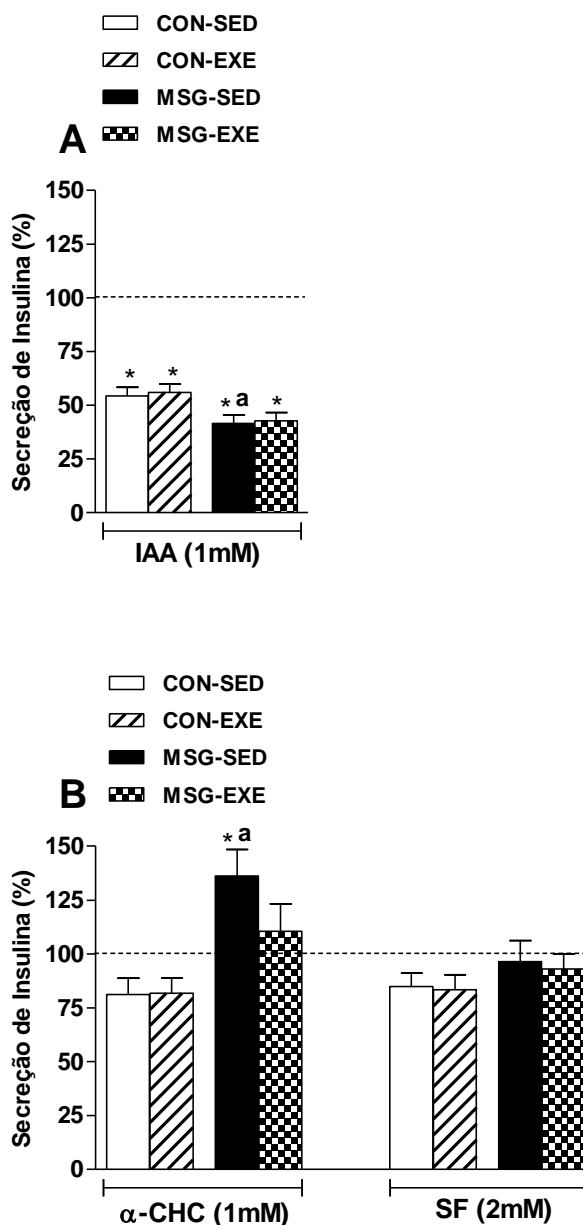 CON-SED
CON-EXE
MSG-SED
MSG-EXE
A
150
125
100
75
50
25
0
Secreção de Insulina (%)
* * * a *
IAA (1mM)
CON-SED
CON-EXE
MSG-SED
MSG-EXE
B
150
125
100
75
50
25
0
Secreção de Insulina (%)
* a
α-CHC (1mM) SF (2mM)